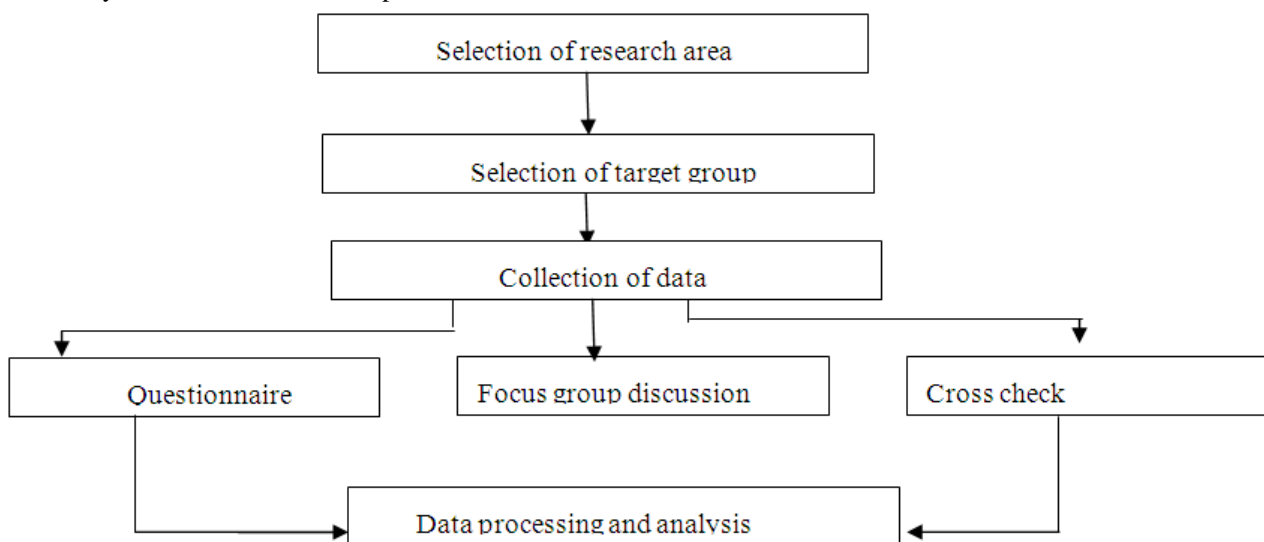 Selection of research area
Selection of target group
Collection of data
Questionnaire
Focus group discussion
Cross check
Data processing and analysis